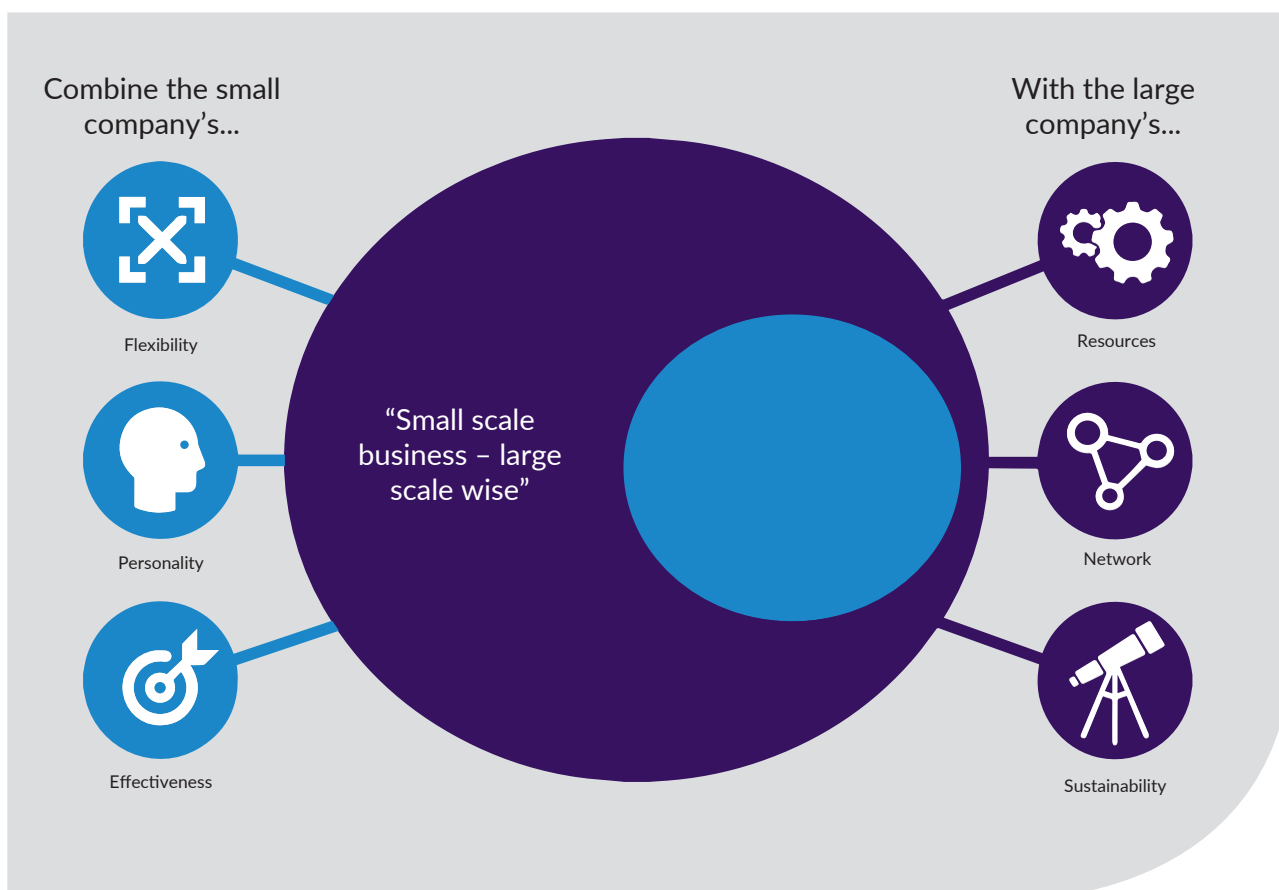 Combine the small
company’s...
Flexibility
Personality
Effectiveness
“Small scale
business – large
scale wise”
With the large
company’s...
Resources
Network
Sustainability